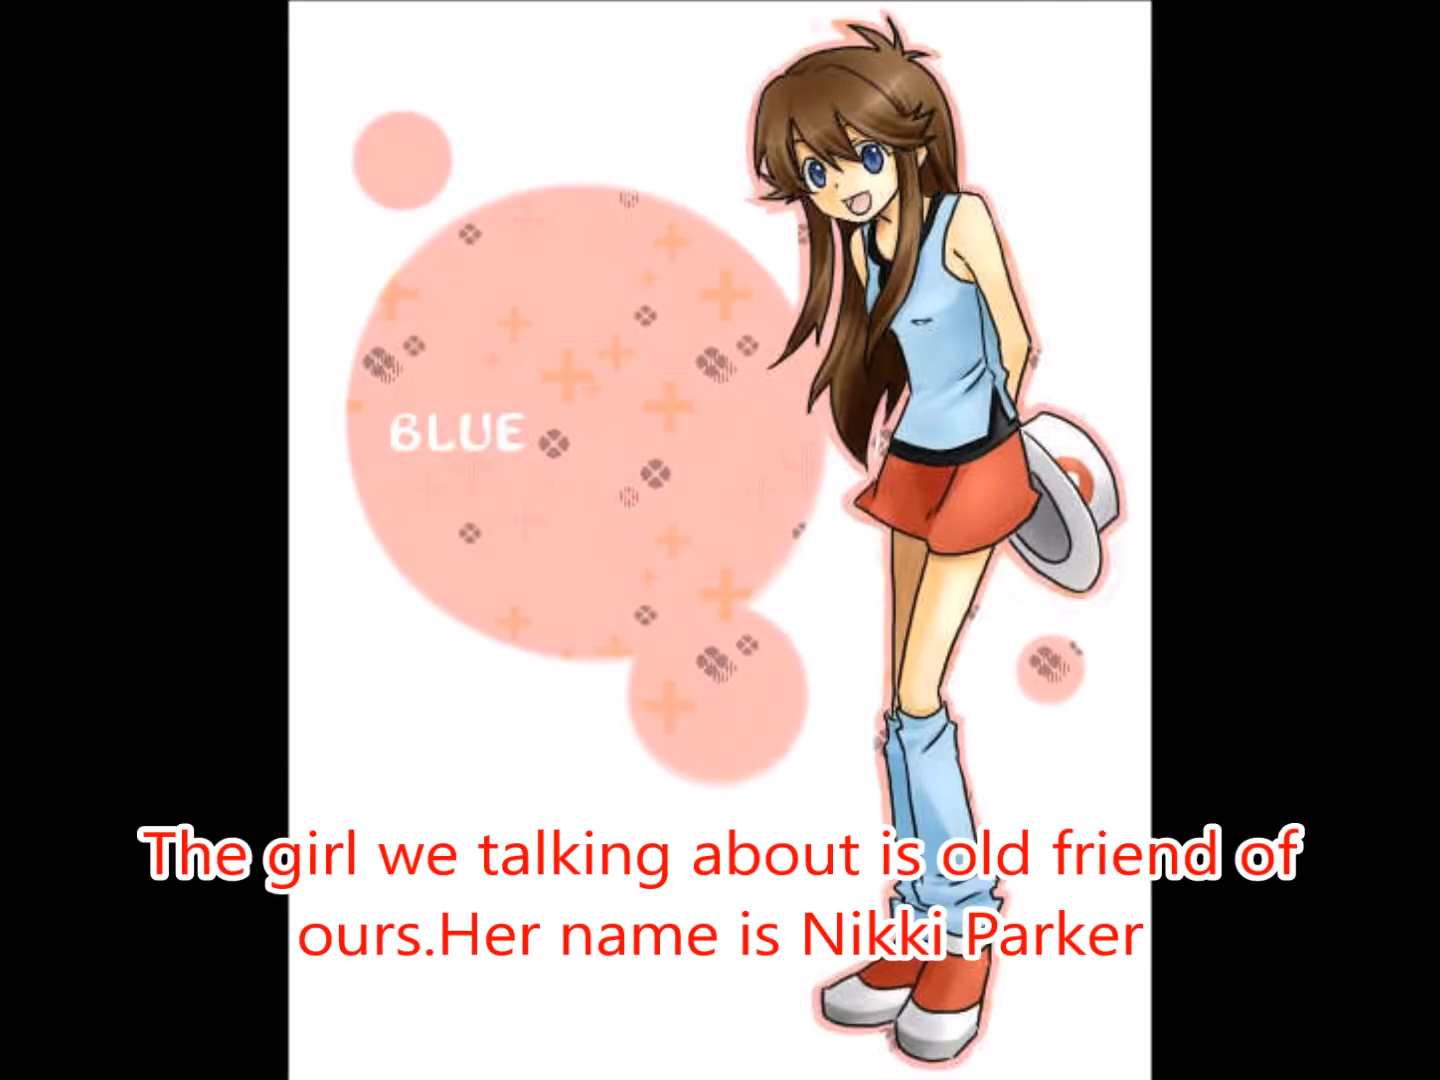 BLUE
The girl we talking about is old friend of
ours.Her name is Nikki Parker